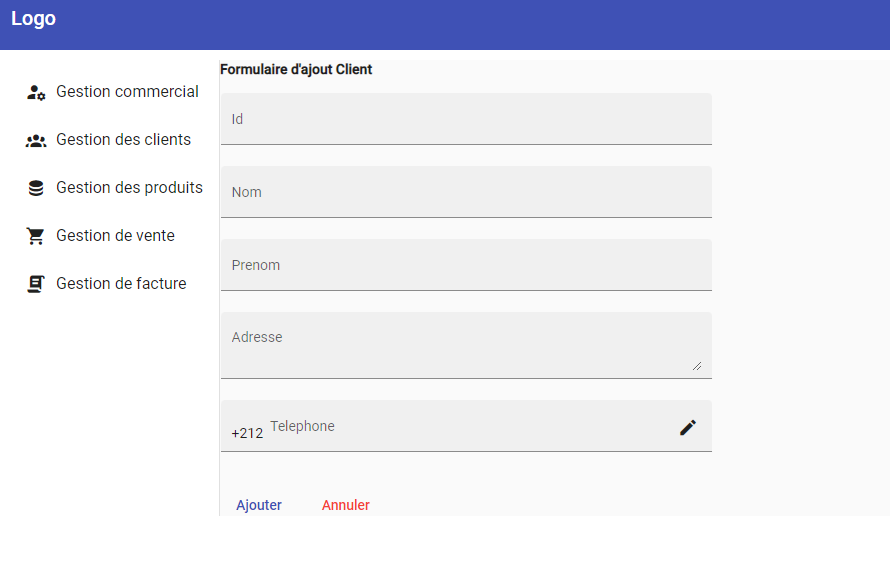 Logo
Gestion commercial
Gestion des clients
Gestion des produits
Gestion de vente
Gestion de facture
Formulaire d'ajout Client
Id
Nom
Prenom
Adresse
+212 Telephone
Ajouter Annuler